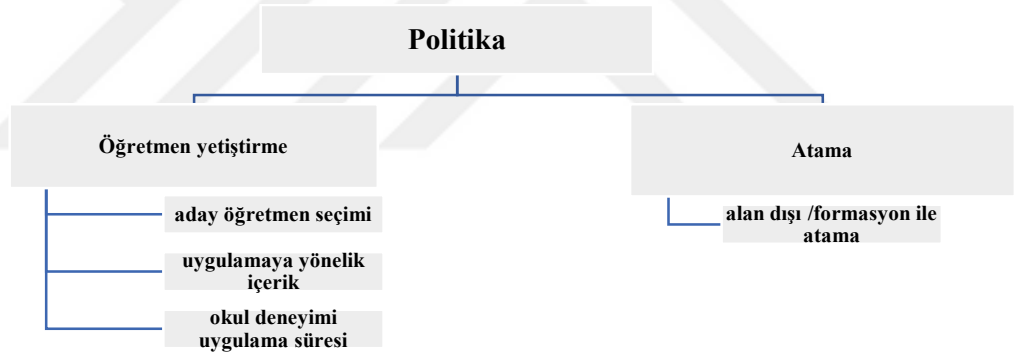 Politika
Öğretmen yetiştirme
aday öğretmen seçimi
uygulamaya yönelik
içerik
okul deneyimi
uygulama süresi
Atama
alan dışı /formasyon ile
atama